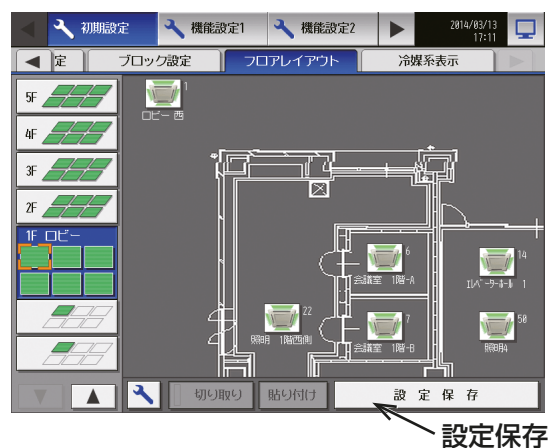 初期設定
機能設定1
機能設定2
2014/03/13
17:11
定
ブロック設定
フロアレイアウト
冷媒系表示
5F
4F
3F
2F
1F ロビー
1
ロビー 西
6
会議室 1階-A
14
ｴﾚﾍﾞｰﾀｰﾎｰﾙ 1
22
照明 1階西側
7
会議室 1階-B
50
照明4
切り取り
貼り付け
設定保存
設定保存